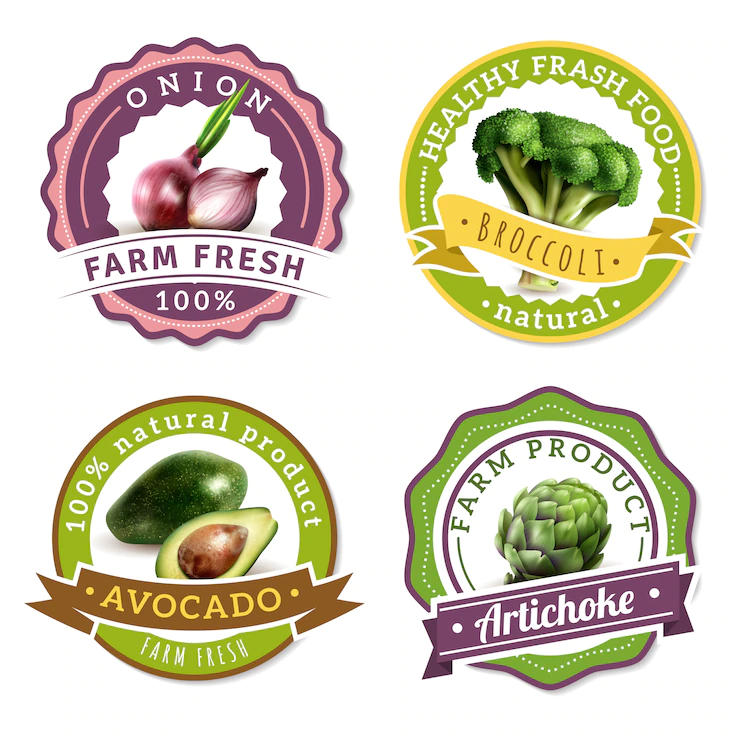 ONION
FARM FRESH
100%
HEALTHY FRASH FOOD
• BROCCOLI •
• natural •
100% natural product
• AVOCADO •
FARM FRESH
FARM PRODUCT
• Artichoke •